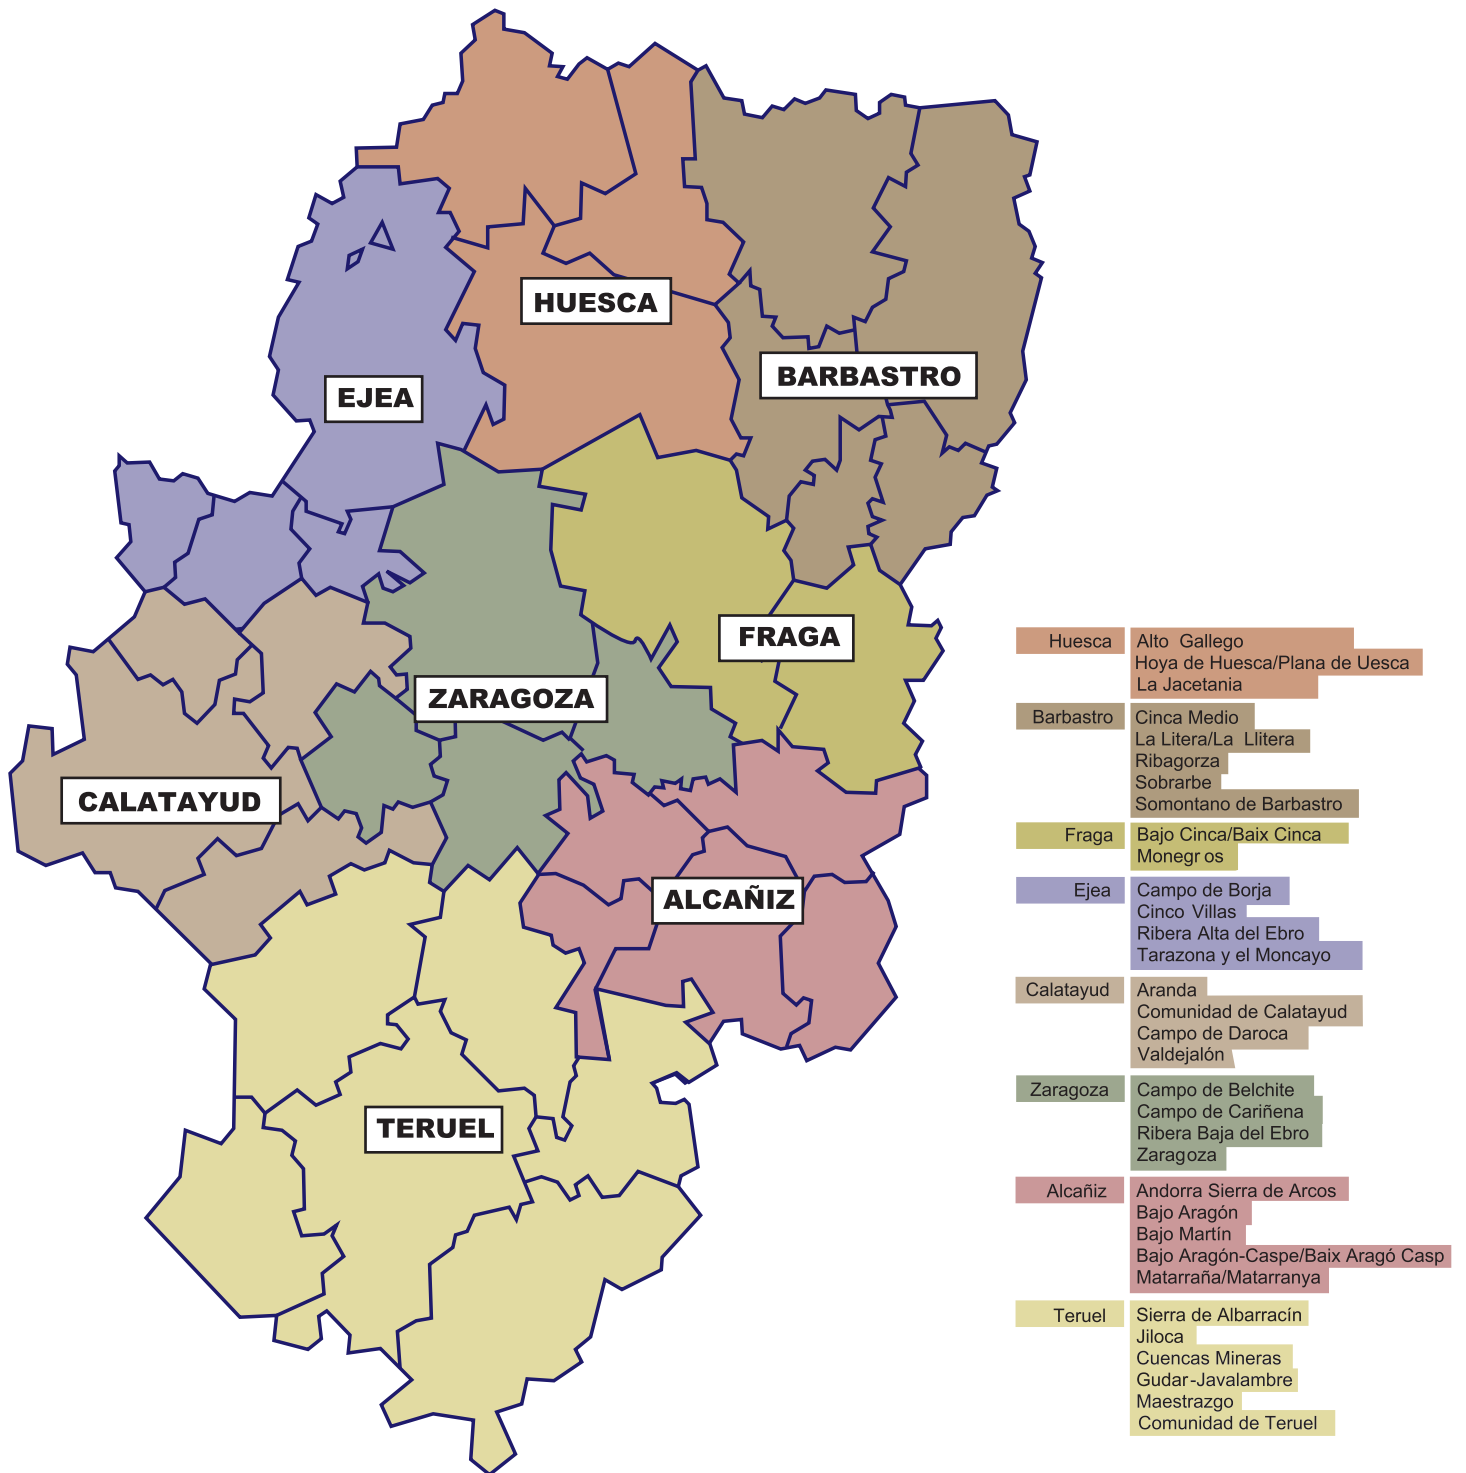 HUESCA
BARBASTRO
EJEA
FRAGA
ZARAGOZA
CALATAYUD
ALCAÑIZ
TERUEL
Huesca
Alto Gallego
Hoya de Huesca/Plana de Uesca
La Jacetania
Barbastro
Cinca Medio
La Litera/La Llitera
Ribagorza
Sobrarbe
Somontano de Barbastro
Fraga
Bajo Cinca/Baix Cinca
Monegr os
Ejea
Campo de Borja
Cinco Villas
Ribera Alta del Ebro
Tarazona y el Moncayo
Calatayud
Aranda
Comunidad de Calatayud
Campo de Daroca
Valdejalón
Zaragoza
Campo de Belchite
Campo de Cariñena
Ribera Baja del Ebro
Zaragoza
Alcañiz
Andorra Sierra de Arcos
Bajo Aragón
Bajo Martín
Bajo Aragón-Caspe/Baix Aragó Casp
Matarraña/Matarranya
Teruel
Sierra de Albarracín
Jiloca
Cuencas Mineras
Gudar-Javalambre
Maestrazgo
Comunidad de Teruel